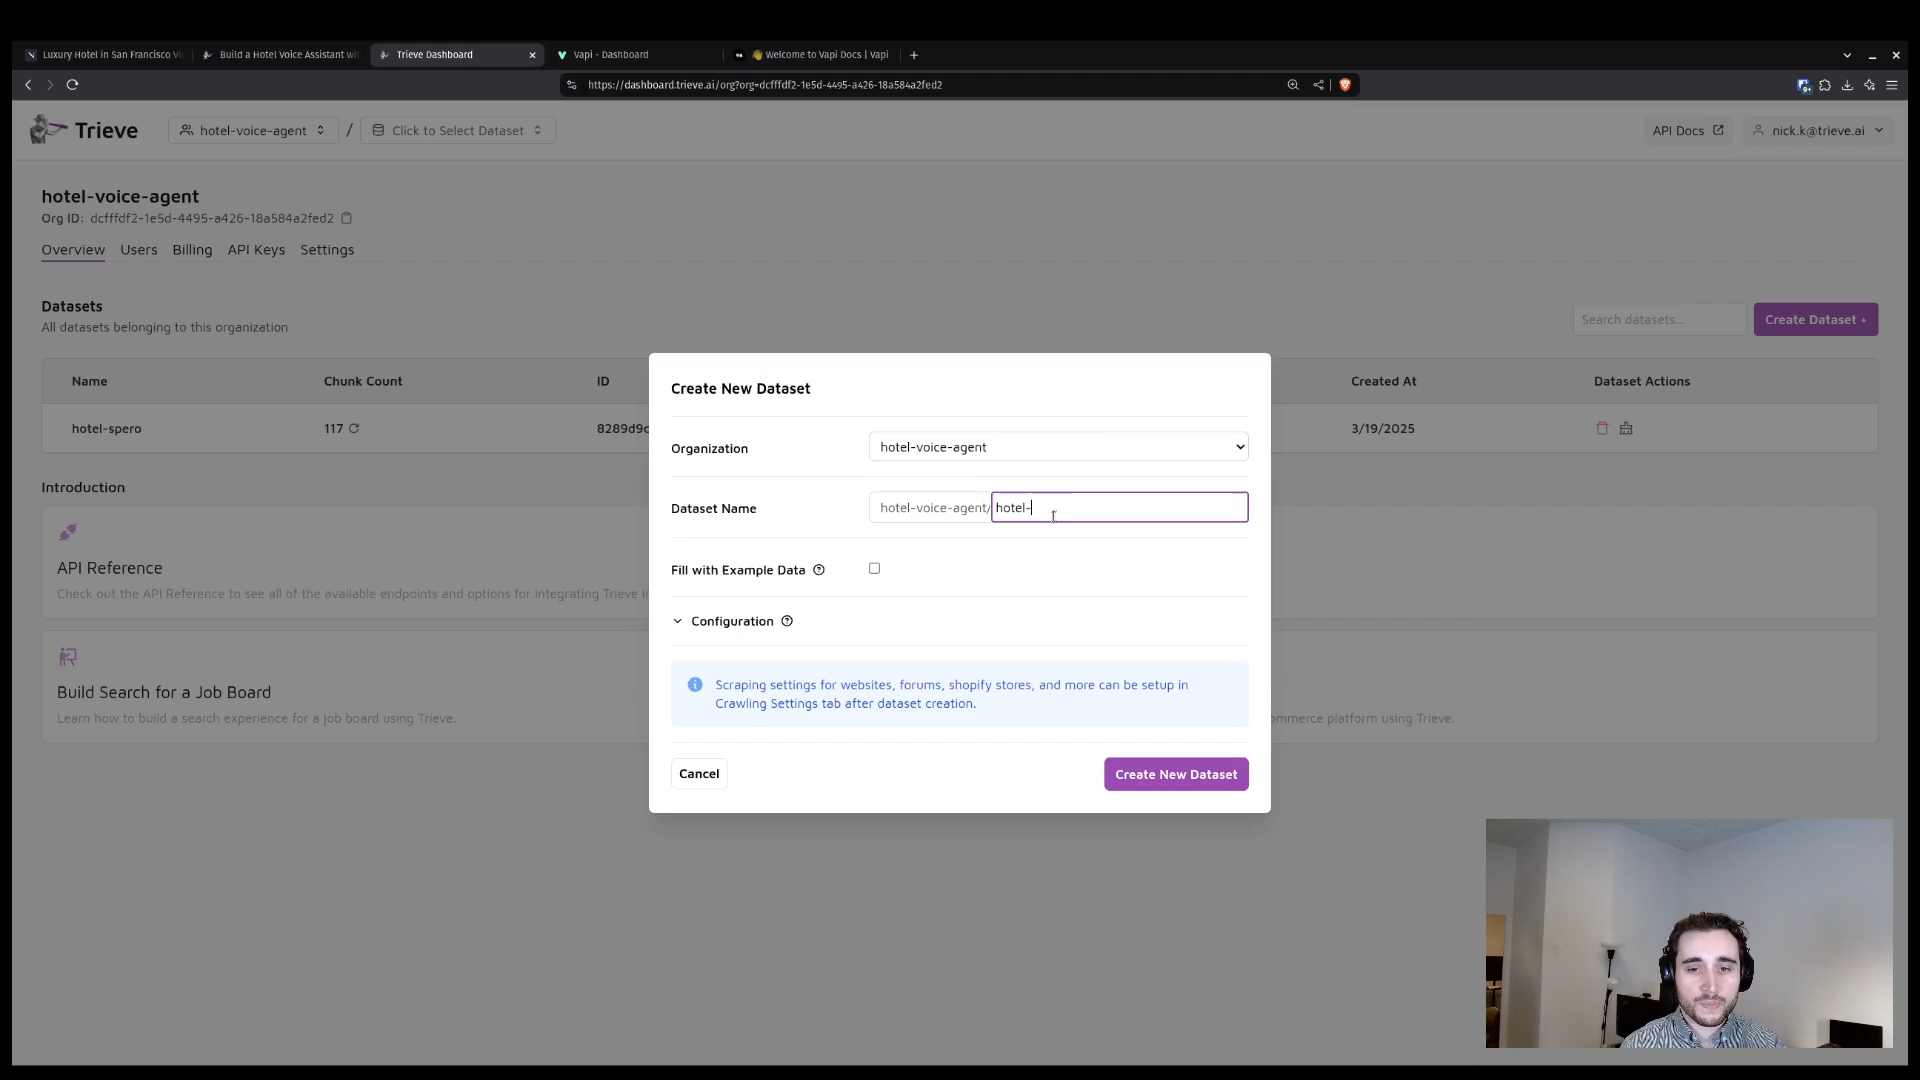 Luxury Hotel in San Francisco Vi
Build a Hotel Voice Assistant wit
Trieve Dashboard
Vapi - Dashboard
👋 Welcome to Vapi Docs | Vapi
https://dashboard.trieve.ai/org?org=dcfffdf2-1e5d-4495-a426-18a584a2fed2
Trieve
hotel-voice-agent
/
Click to Select Dataset
API Docs
nick.k@trieve.ai
hotel-voice-agent
Org ID: dcfffdf2-1e5d-4495-a426-18a584a2fed2
Overview Users Billing API Keys Settings
Datasets
All datasets belonging to this organization
Search datasets...
Create Dataset +
Name Chunk Count ID Created At Dataset Actions
hotel-spero 117 8289d9c 3/19/2025
Introduction
API Reference
Check out the API Reference to see all of the available endpoints and options for integrating Trieve i
Build Search for a Job Board
Learn how to build a search experience for a job board using Trieve.
mmerce platform using Trieve.
Create New Dataset
Organization hotel-voice-agent
Dataset Name hotel-voice-agent/ hotel-
Fill with Example Data
Configuration
Scraping settings for websites, forums, shopify stores, and more can be setup in
Crawling Settings tab after dataset creation.
Cancel
Create New Dataset